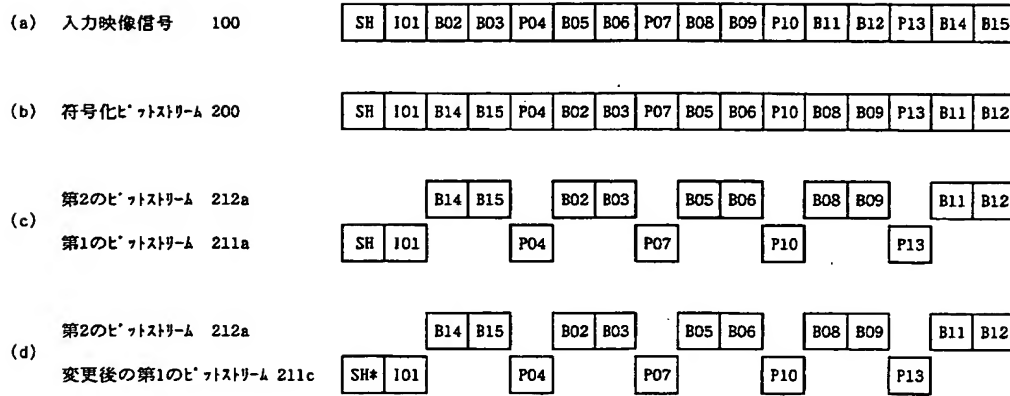 (a) 入力映像信号 100 SH I01 B02 B03 P04 B05 B06 P07 B08 B09 P10 B11 B12 P13 B14 B15
(b) 符号化ﾋﾞｯﾄｽﾄﾘｰﾑ 200 SH I01 B14 B15 P04 B02 B03 P07 B05 B06 P10 B08 B09 P13 B11 B12
第2のﾋﾞｯﾄｽﾄﾘｰﾑ 212a B14 B15 B02 B03 B05 B06 B08 B09 B11 B12
(c)
第1のﾋﾞｯﾄｽﾄﾘｰﾑ 211a SH I01 P04 P07 P10 P13
第2のﾋﾞｯﾄｽﾄﾘｰﾑ 212a B14 B15 B02 B03 B05 B06 B08 B09 B11 B12
(d)
変更後の第1のﾋﾞｯﾄｽﾄﾘｰﾑ 211c SH* I01 P04 P07 P10 P13